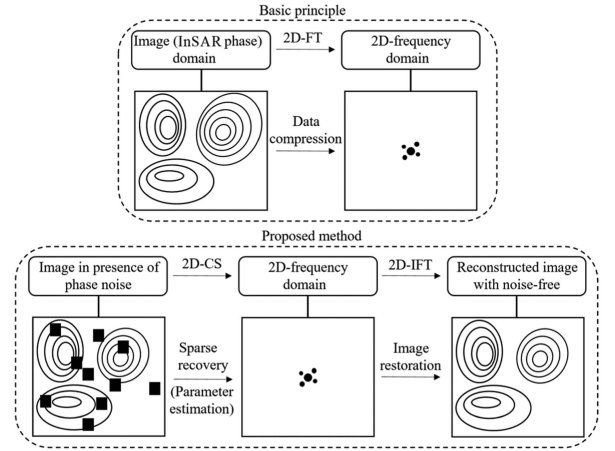 Basic principle
Image (InSAR phase)
domain
2D-FT
2D-frequency
domain
Data
compression
Proposed method
Image in presence of
phase noise
2D-CS
2D-frequency
domain
2D-IFT
Reconstructed image
with noise-free
Sparse
recovery
(Parameter
estimation)
Image
restoration